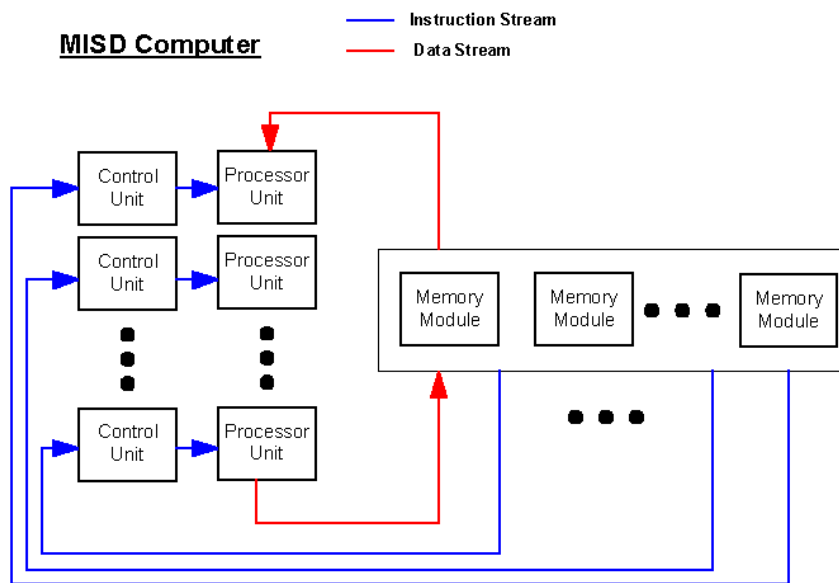 MISD Computer
Instruction Stream
Data Stream
Control
Unit
Processor
Unit
Control
Unit
Processor
Unit
Memory
Module
Memory
Module
Memory
Module
Control
Unit
Processor
Unit